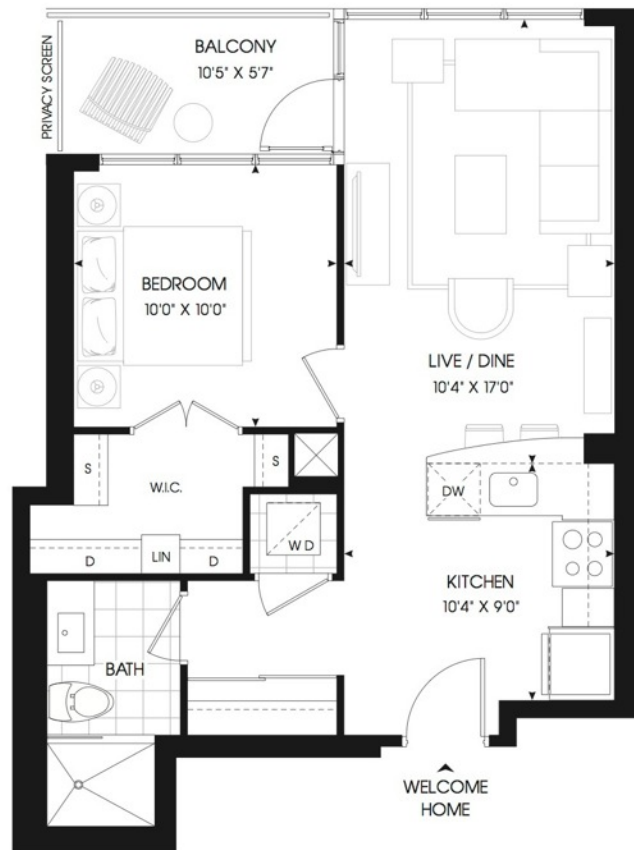 BALCONY
10'5" X 5'7"
PRIVACY SCREEN
BEDROOM
10'0" X 10'0"
LIVE / DINE
10'4" X 17'0"
S
S
W.I.C.
DW
D
LIN
D
W D
KITCHEN
10'4" X 9'0"
BATH
WELCOME
HOME